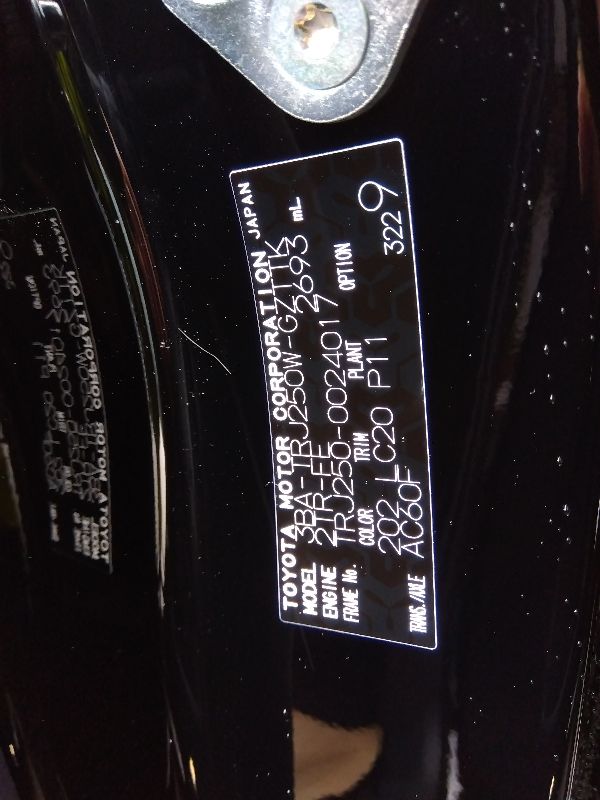 TOYOTA MOTOR CORPORATION JAPAN
MODEL 3BA-TRJ250W-GZTTK
ENGINE 2TR-FE 2693 mL
FRAME No. TRJ250-0024017
COLOR TRIM PLANT OPTION
202 LC20 P11
TRANS./AXLE AC60F 3229